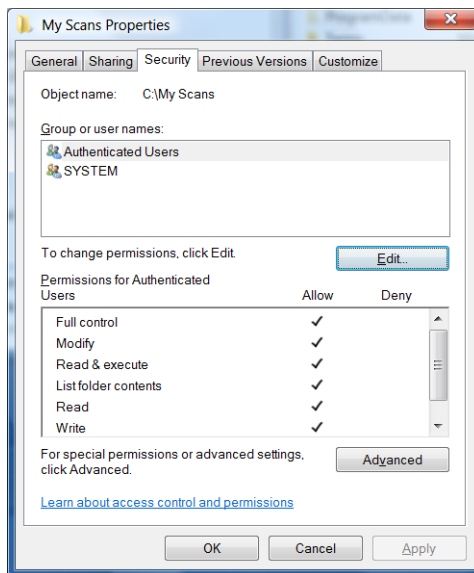 My Scans Properties
General Sharing Security Previous Versions Customize
Object name: C:\My Scans
Group or user names:
Authenticated Users
SYSTEM
To change permissions, click Edit.
Edit...
Permissions for Authenticated
Users Allow Deny
Full control
Modify
Read & execute
List folder contents
Read
Write
For special permissions or advanced settings,
click Advanced.
Advanced
Learn about access control and permissions
OK Cancel Apply